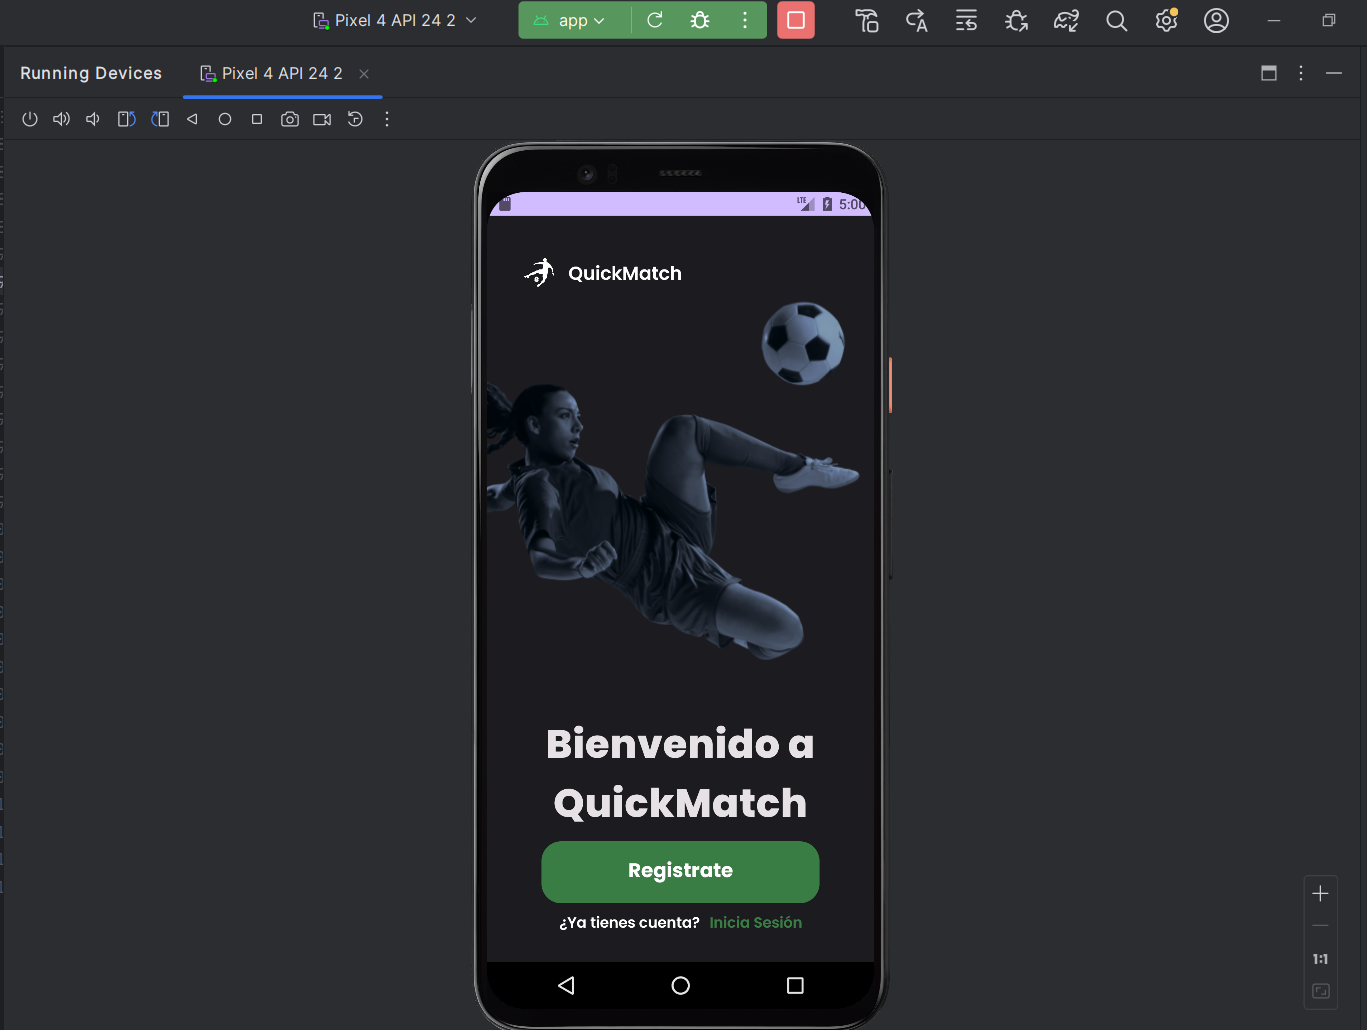 Pixel 4 API 24 2
app
Running Devices
Pixel 4 API 24 2
LTE
5:00
QuickMatch
Bienvenido a
QuickMatch
Registrate
¿Ya tienes cuenta? Inicia Sesión
1:1